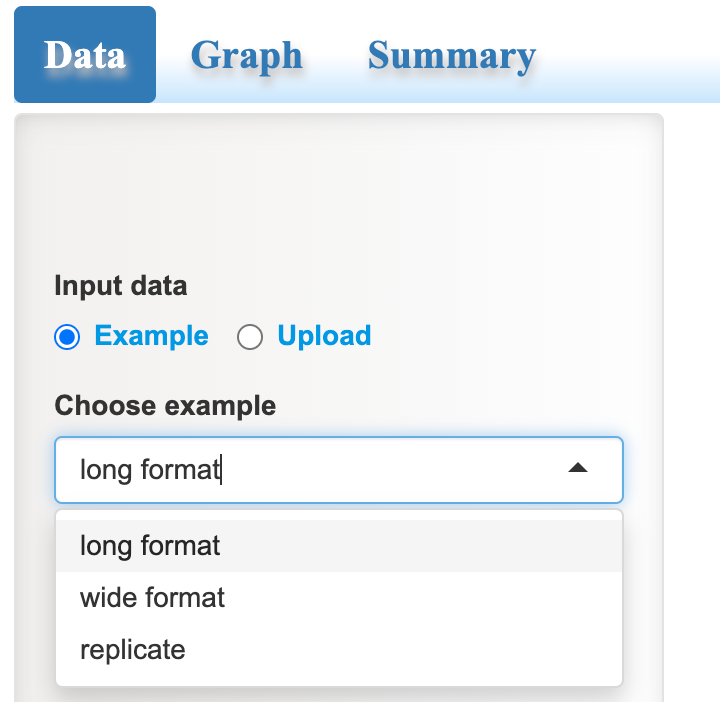 Data Graph Summary
Input data
Example Upload
Choose example
long format
long format
wide format
replicate